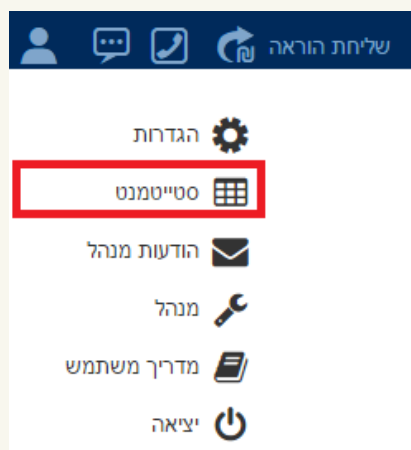 שליחת הוראה
הגדרות
סטייטמנט
הודעות מנהל
מנהל
מדריך משתמש
יציאה